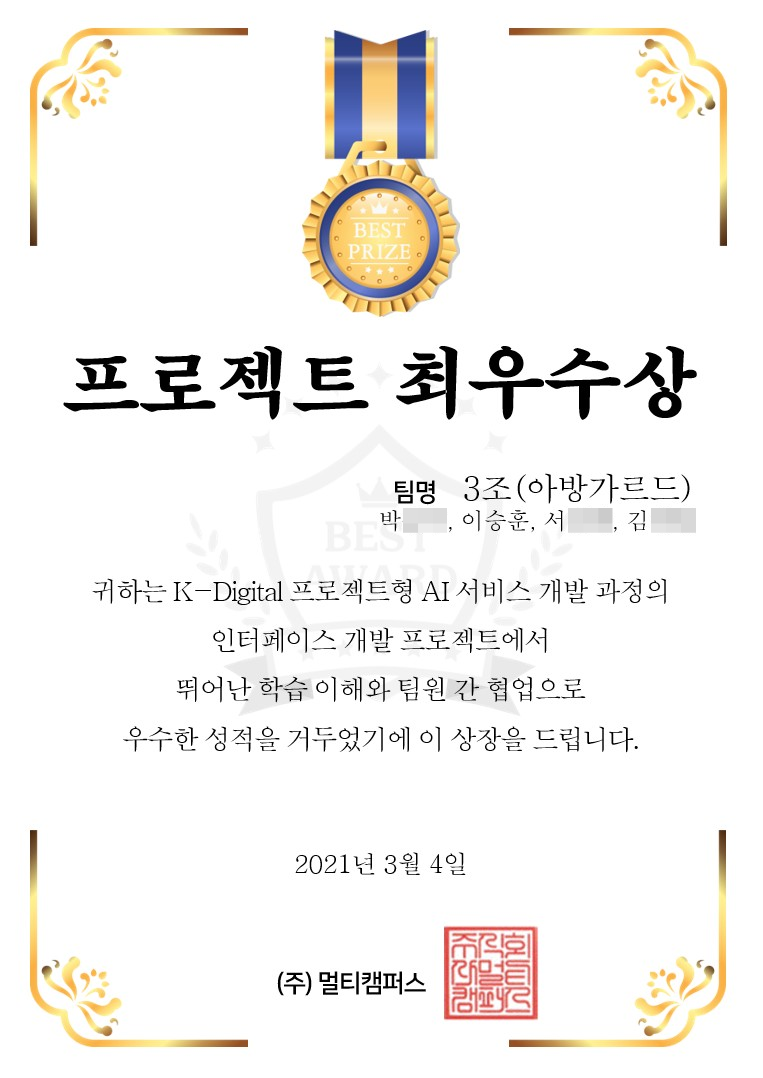 BEST
PRIZE
프로젝트 최우수상
팀명 3조(아방가르드)
박, 이승훈, 서, 김
BEST
AWARD
귀하는 K-Digital 프로젝트형 AI 서비스 개발 과정의
인터페이스 개발 프로젝트에서
뛰어난 학습 이해와 팀원 간 협업으로
우수한 성적을 거두었기에 이 상장을 드립니다.
2021년 3월 4일
(주) 멀티캠퍼스